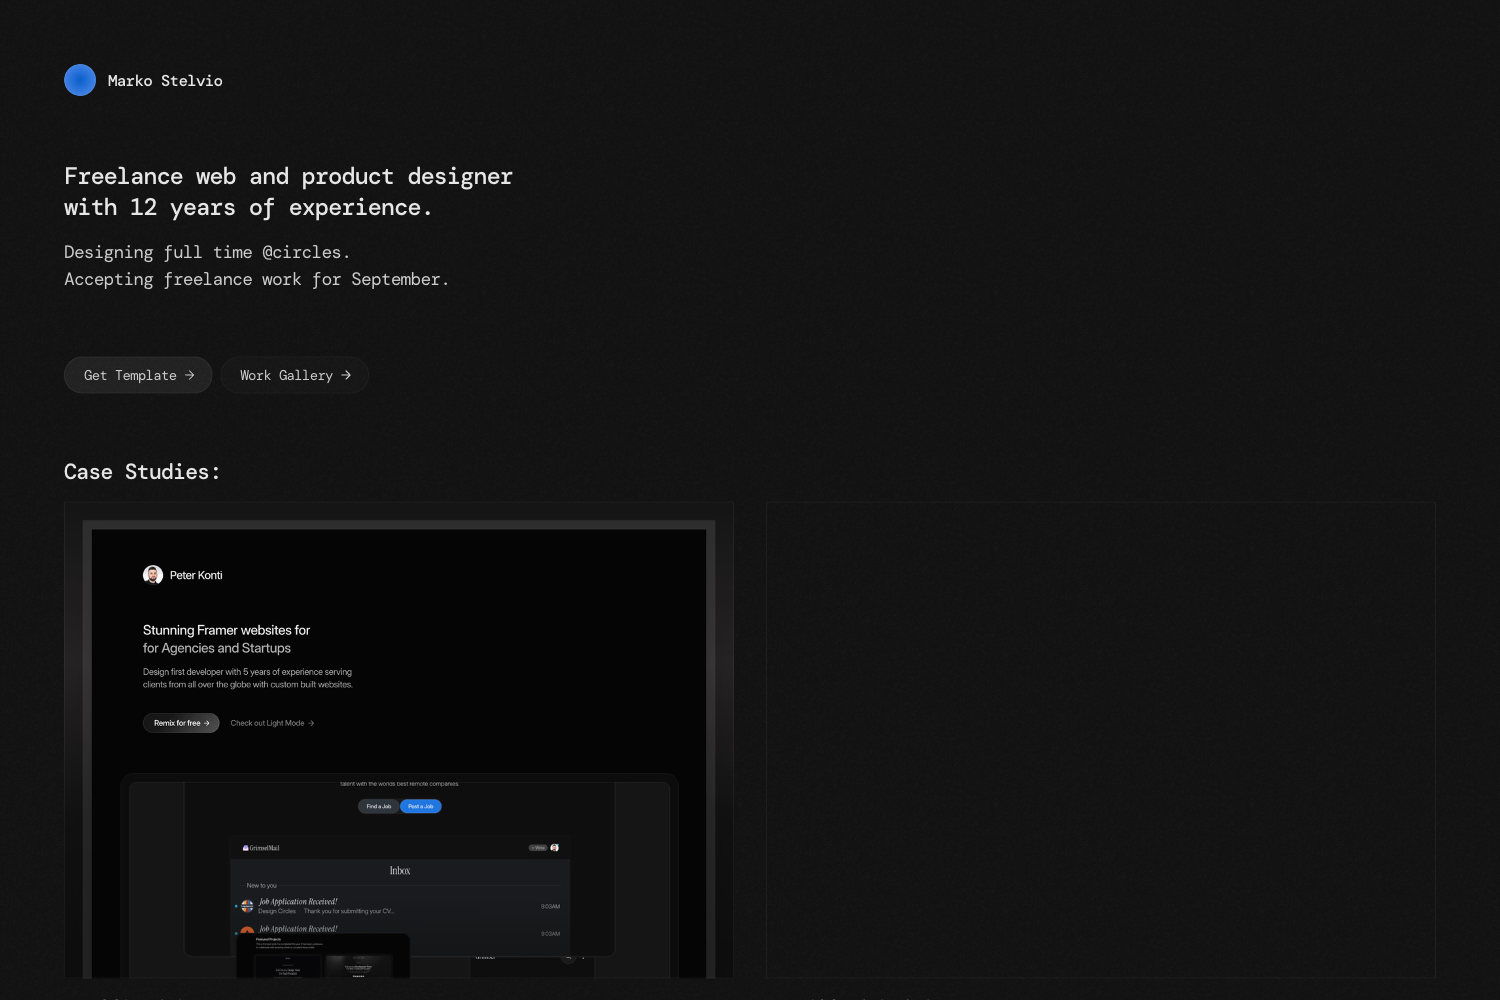 Marko Stelvio
Freelance web and product designer
with 12 years of experience.
Designing full time @circles.
Accepting freelance work for September.
Get Template →
Work Gallery →
Case Studies:
Peter Konti
Stunning Framer websites for
for Agencies and Startups
Design first developer with 5 years of experience serving
clients from all over the globe with custom built websites.
Remix for free →
Check out Light Mode →
talent with the worlds best remote companies.
Find a Job
Post a Job
GrimselMail
Inbox
New to you
Job Application Received!
Design Circles Thank you for submitting your CV...
9:03AM
Job Application Received!
9:03AM
Featured Projects